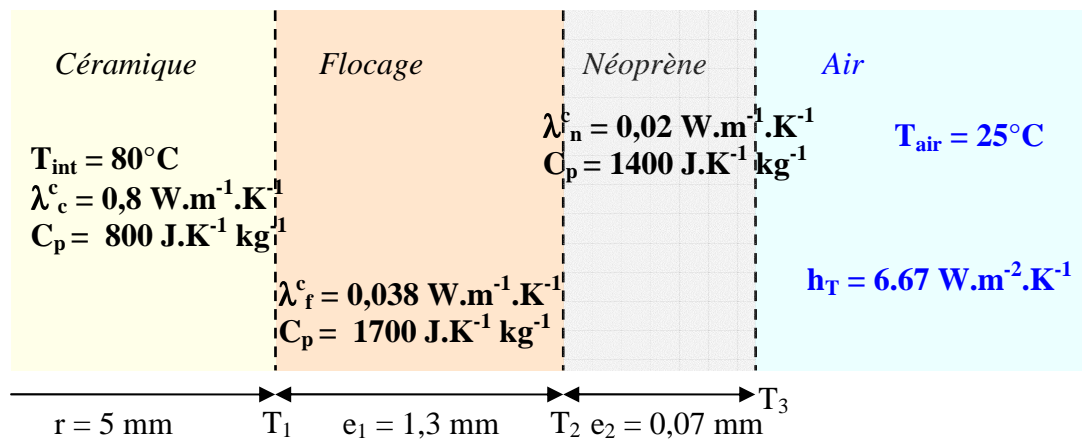 Céramique
Flocage
Néoprène
Air
T_int = 80°C
λ^c_c = 0,8 W.m^-1.K^-1
C_p = 800 J.K^-1 kg^-1
λ^c_f = 0,038 W.m^-1.K^-1
C_p = 1700 J.K^-1 kg^-1
λ^c_n = 0,02 W.m^-1.K^-1
C_p = 1400 J.K^-1 kg^-1
T_air = 25°C
h_T = 6.67 W.m^-2.K^-1
r = 5 mm
T_1
e_1 = 1,3 mm
T_2
e_2 = 0,07 mm
T_3